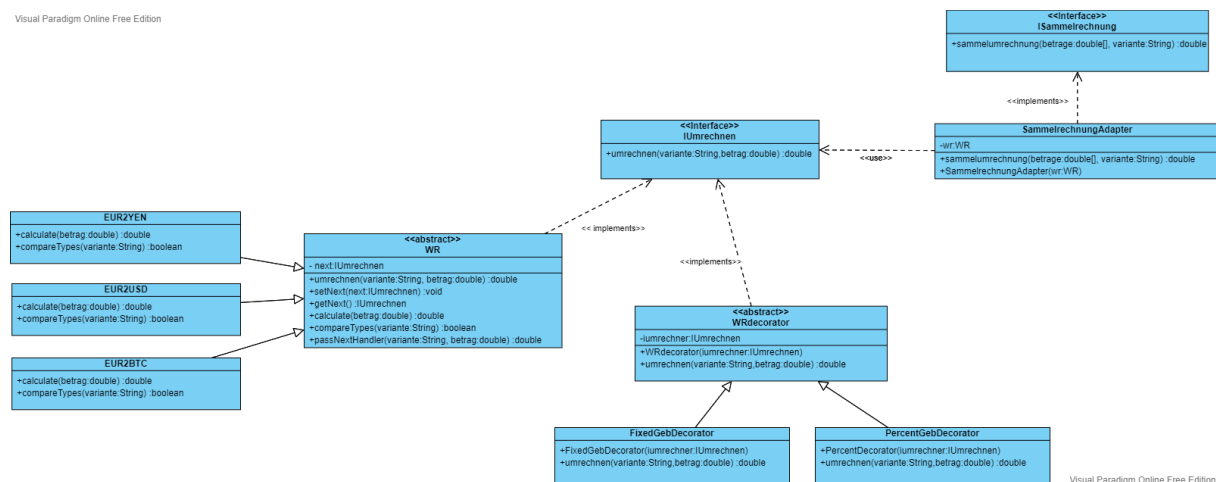 Visual Paradigm Online Free Edition
<<Interface>>
ISammelrechnung
+sammelumrechnung(betrage:double[], variante:String) :double
<<implements>>
<<Interface>>
IUmrechnen
+umrechnen(variante:String,betrag:double) :double
<<use>>
SammelrechnungAdapter
-wr:WR
+sammelumrechnung(betrage:double[], variante:String) :double
+SammelrechnungAdapter(wr:WR)
EUR2YEN
+calculate(betrag:double) :double
+compareTypes(variante:String) :boolean
EUR2USD
+calculate(betrag:double) :double
+compareTypes(variante:String) :boolean
EUR2BTC
+calculate(betrag:double) :double
+compareTypes(variante:String) :boolean
<<abstract>>
WR
- next:IUmrechnen
+umrechnen(variante:String, betrag:double) :double
+setNext(next:IUmrechnen) :void
+getNext() :IUmrechnen
+calculate(betrag:double) :double
+compareTypes(variante:String) :boolean
+passNextHandler(variante:String, betrag:double) :double
<< implements>>
<<implements>>
<<abstract>>
WRdecorator
-iumrechner:IUmrechnen
+WRdecorator(iumrechner:IUmrechnen)
+umrechnen(variante:String,betrag:double) :double
FixedGebDecorator
+FixedGebDecorator(iumrechner:IUmrechnen)
+umrechnen(variante:String,betrag:double) :double
PercentGebDecorator
+PercentDecorator(iumrechner:IUmrechnen)
+umrechnen(variante:String,betrag:double) :double
Visual Paradigm Online Free Edition